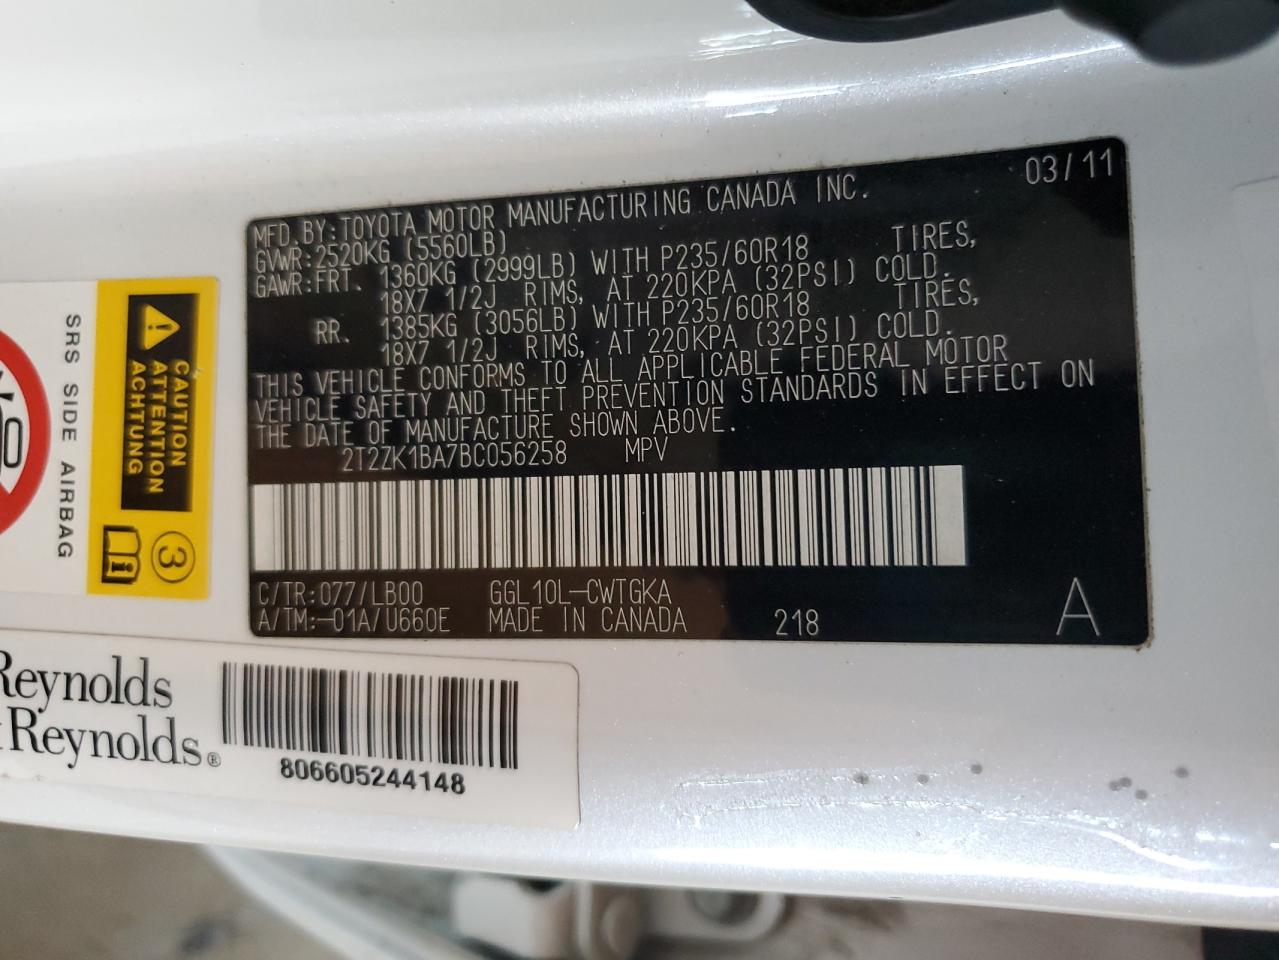 MFD.BY:TOYOTA MOTOR MANUFACTURING CANADA INC. 03/11
GVWR:2520KG (5560LB)
GAWR:FRT. 1360KG (2999LB) WITH P235/60R18 TIRES,
18X7 1/2J RIMS, AT 220KPA (32PSI) COLD.
RR. 1385KG (3056LB) WITH P235/60R18 TIRES,
18X7 1/2J RIMS, AT 220KPA (32PSI) COLD.
THIS VEHICLE CONFORMS TO ALL APPLICABLE FEDERAL MOTOR
VEHICLE SAFETY AND THEFT PREVENTION STANDARDS IN EFFECT ON
THE DATE OF MANUFACTURE SHOWN ABOVE.
2T2ZK1BA7BC056258 MPV
C/TR:077/LB00 GGL10L-CWTGKA
A/TM:-01A/U660E MADE IN CANADA 218 A
CAUTION
ATTENTION
ACHTUNG
3
SRS SIDE AIRBAG
Reynolds
Reynolds®
806605244148